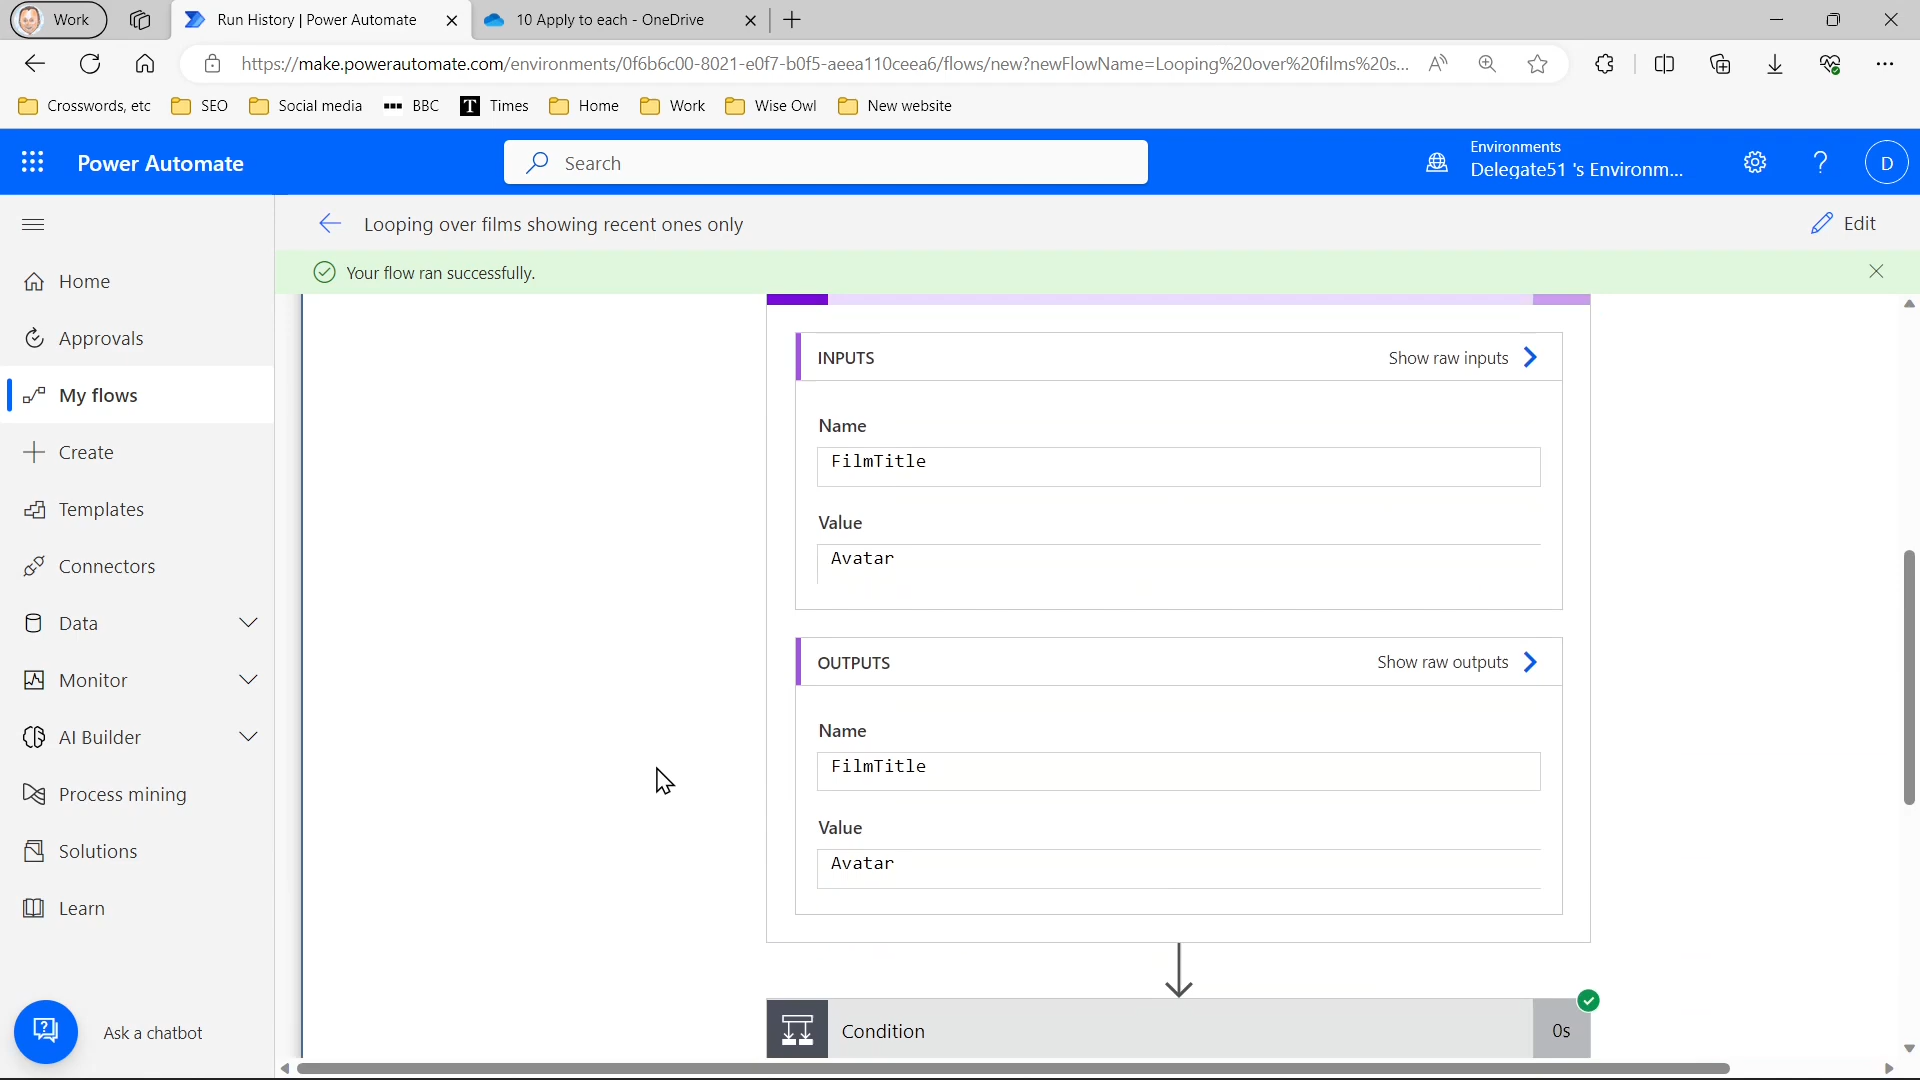 Work
Run History | Power Automate
10 Apply to each - OneDrive
https://make.powerautomate.com/environments/0f6b6c00-8021-e0f7-b0f5-aeea110ceea6/flows/new?newFlowName=Looping%20over%20films%20s...
Crosswords, etc
SEO
Social media
BBC
T Times
Home
Work
Wise Owl
New website
Power Automate
Search
Environments
Delegate51 's Environm...
?
D
Looping over films showing recent ones only
Edit
Your flow ran successfully.
Home
Approvals
My flows
Create
Templates
Connectors
Data
Monitor
AI Builder
Process mining
Solutions
Learn
Ask a chatbot
INPUTS
Show raw inputs
Name
FilmTitle
Value
Avatar
OUTPUTS
Show raw outputs
Name
FilmTitle
Value
Avatar
Condition
0s